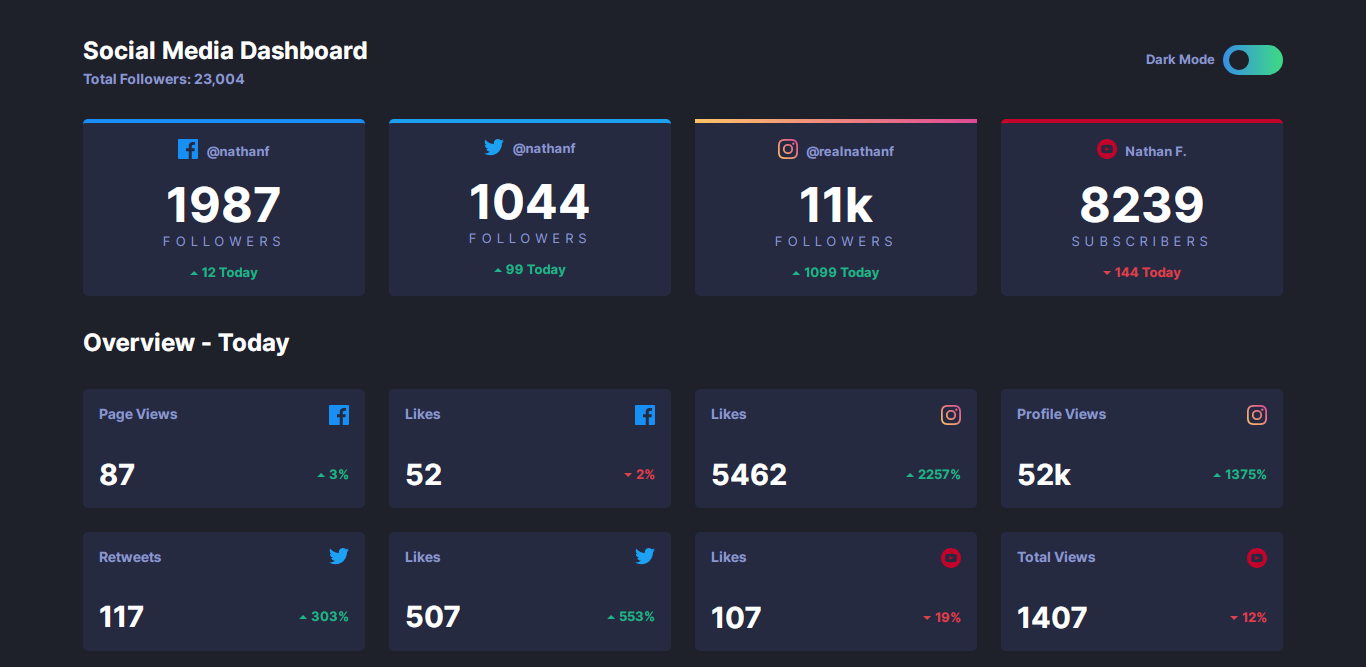 Social Media Dashboard
Total Followers: 23,004
Dark Mode
@nathanf
1987
FOLLOWERS
12 Today
@nathanf
1044
FOLLOWERS
99 Today
@realnathanf
11k
FOLLOWERS
1099 Today
Nathan F.
8239
SUBSCRIBERS
144 Today
Overview - Today
Page Views
87
3%
Likes
52
2%
Likes
5462
2257%
Profile Views
52k
1375%
Retweets
117
303%
Likes
507
553%
Likes
107
19%
Total Views
1407
12%